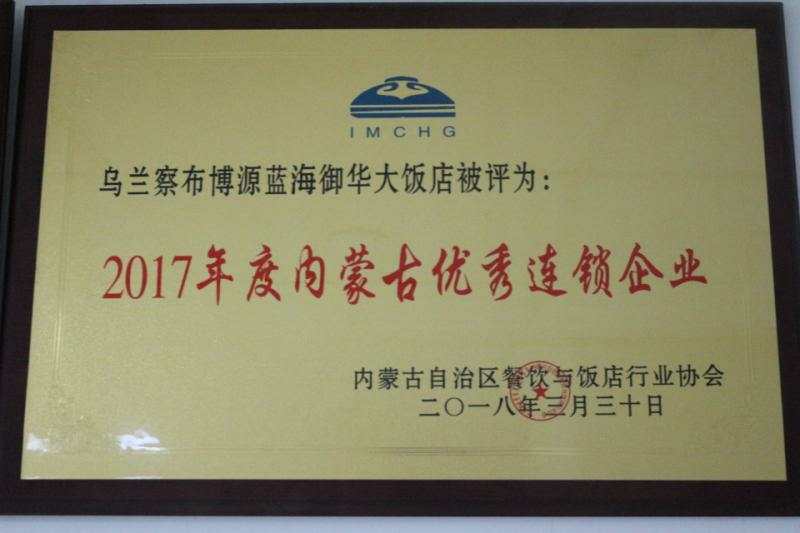 IMCHG
乌兰察布博源蓝海御华大饭店被评为：
2017年度内蒙古优秀连锁企业
内蒙古自治区餐饮与饭店行业协会
二〇一八年三月三十日